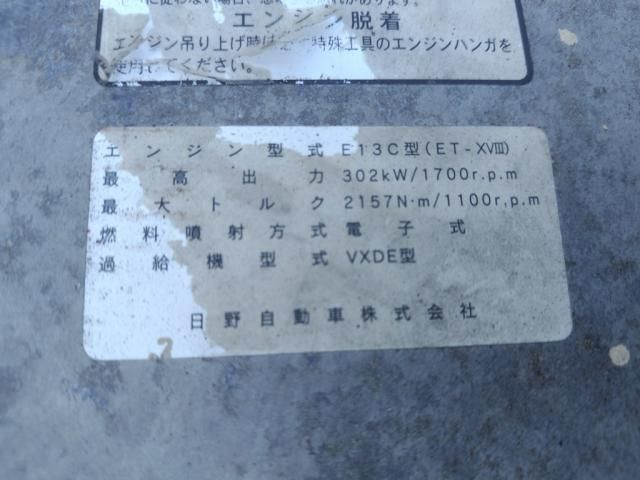 エンジン脱着
エンジン吊り上げ時は 特殊工具のエンジンハンガを
使用してください。
エンジン型式 E13C型(ET-XVIII)
最高出力 302kW/1700r.p.m
最大トルク 2157N·m/1100r.p.m
燃料噴射方式 電子式
過給機型式 VXDE型
日野自動車株式会社